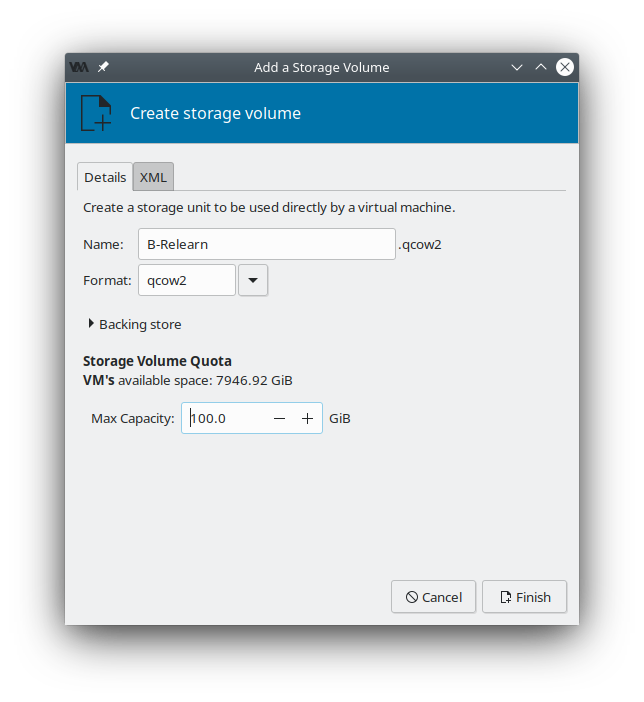 Add a Storage Volume
Create storage volume
Details XML
Create a storage unit to be used directly by a virtual machine.
Name: B-Relearn .qcow2
Format: qcow2
Backing store
Storage Volume Quota
VM's available space: 7946.92 GiB
Max Capacity: 100.0 GiB
Cancel Finish